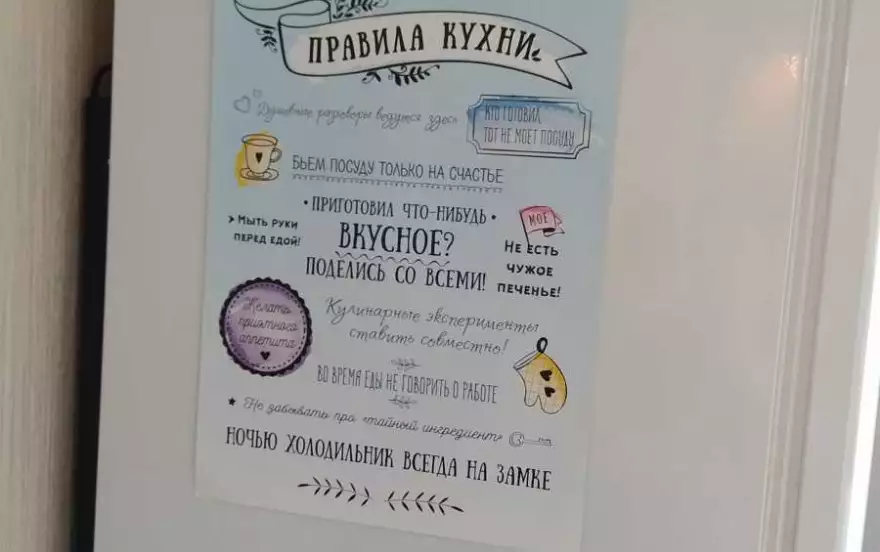 ПРАВИЛА КУХНИ
Душевные разговоры ведутся здесь
КТО ГОТОВИЛ,
ТОТ НЕ МОЕТ ПОСУДУ
БЬЕМ ПОСУДУ ТОЛЬКО НА СЧАСТЬЕ
> МЫТЬ РУКИ
ПЕРЕД ЕДОЙ!
• ПРИГОТОВИЛ ЧТО-НИБУДЬ •
ВКУСНОЕ?
ПОДЕЛИСЬ СО ВСЕМИ!
МОЁ
НЕ ЕСТЬ
ЧУЖОЕ
ПЕЧЕНЬЕ!
Желать
приятного
аппетита
Кулинарные эксперименты
ставить совместно!
ВО ВРЕМЯ ЕДЫ НЕ ГОВОРИТЬ О РАБОТЕ
★ Не забывать про «тайный ингредиент»
НОЧЬЮ ХОЛОДИЛЬНИК ВСЕГДА НА ЗАМКЕ